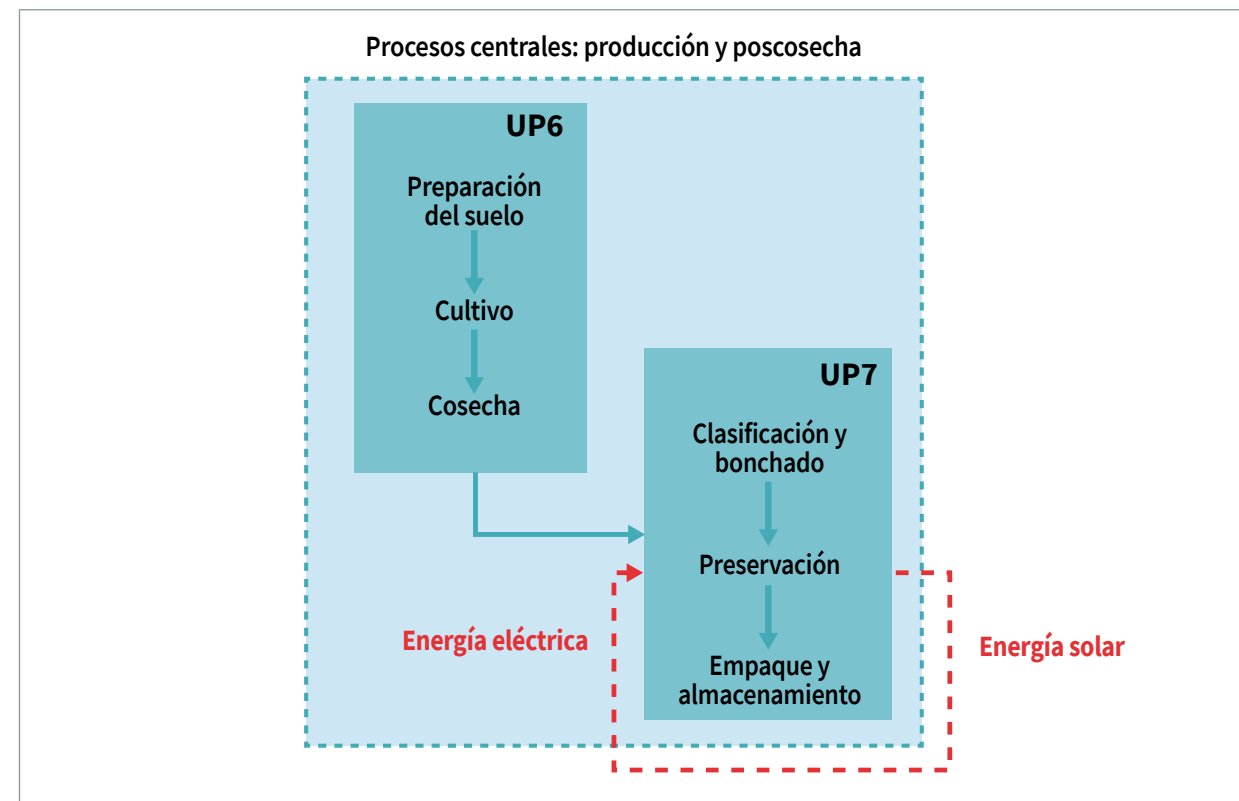 Procesos centrales: producción y poscosecha
UP6
Preparación
del suelo
Cultivo
Cosecha
UP7
Clasificación y
bonchado
Preservación
Empaque y
almacenamiento
Energía eléctrica
Energía solar